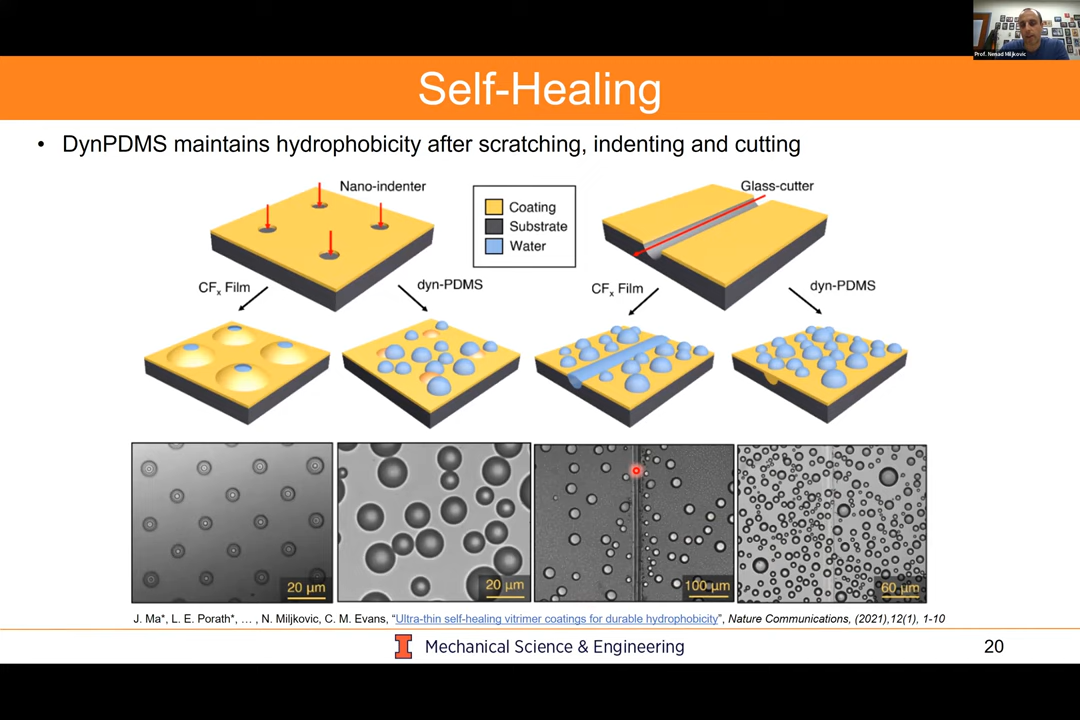 Prof. Nenad Miljkovic
Self-Healing
• DynPDMS maintains hydrophobicity after scratching, indenting and cutting
Nano-indenter
Coating
Substrate
Water
Glass-cutter
CFx Film
dyn-PDMS
CFx Film
dyn-PDMS
20 μm
20 μm
100 μm
60 μm
J. Ma*, L. E. Porath*, … , N. Miljkovic, C. M. Evans, “Ultra-thin self-healing vitrimer coatings for durable hydrophobicity”, Nature Communications, (2021),12(1), 1-10
I Mechanical Science & Engineering
20